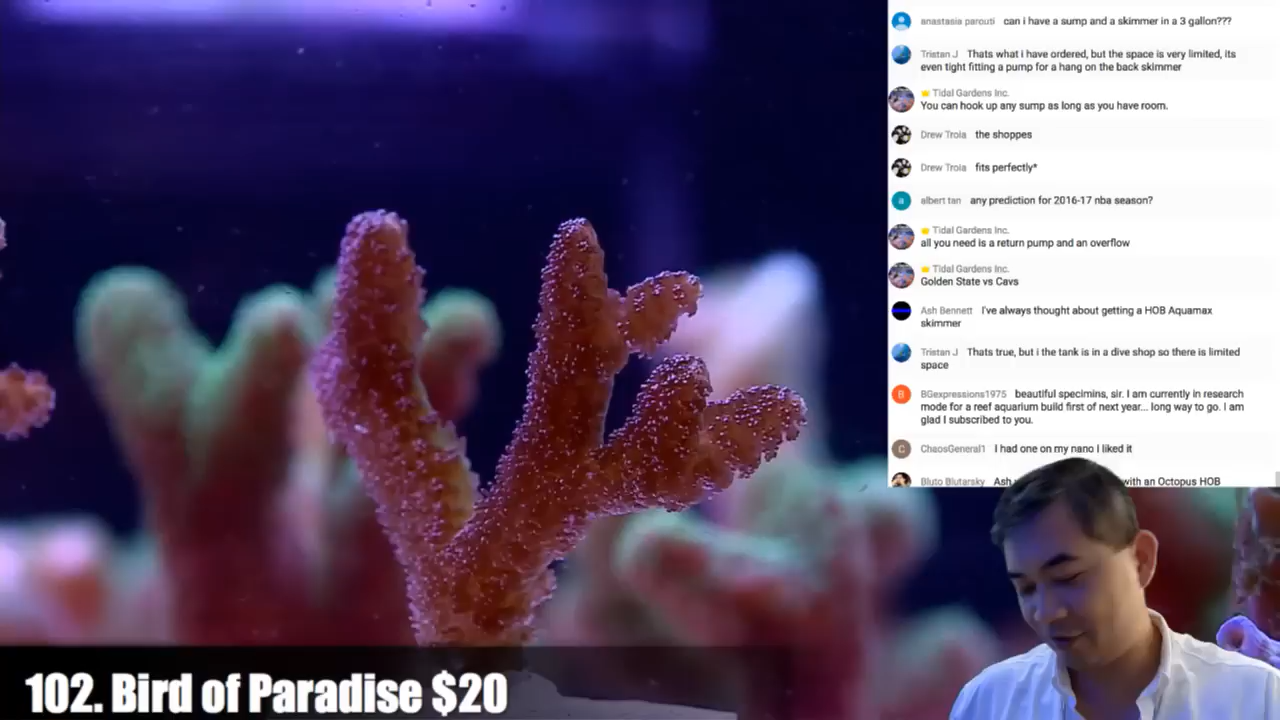 anastasia parouti can i have a sump and a skimmer in a 3 gallon???
Tristan J Thats what i have ordered, but the space is very limited, its
even tight fitting a pump for a hang on the back skimmer
Tidal Gardens Inc.
You can hook up any sump as long as you have room.
Drew Troia the shoppes
Drew Troia fits perfectly*
a
albert tan any prediction for 2016-17 nba season?
Tidal Gardens Inc.
all you need is a return pump and an overflow
Tidal Gardens Inc.
Golden State vs Cavs
Ash Bennett I've always thought about getting a HOB Aquamax
skimmer
Tristan J Thats true, but i the tank is in a dive shop so there is limited
space
B
BGexpressions1975 beautiful specimins, sir. I am currently in research
mode for a reef aquarium build first of next year... long way to go. I am
glad I subscribed to you.
C
ChaosGeneral1 I had one on my nano I liked it
Bluto Blutarsky Ash with an Octopus HOB
102. Bird of Paradise $20